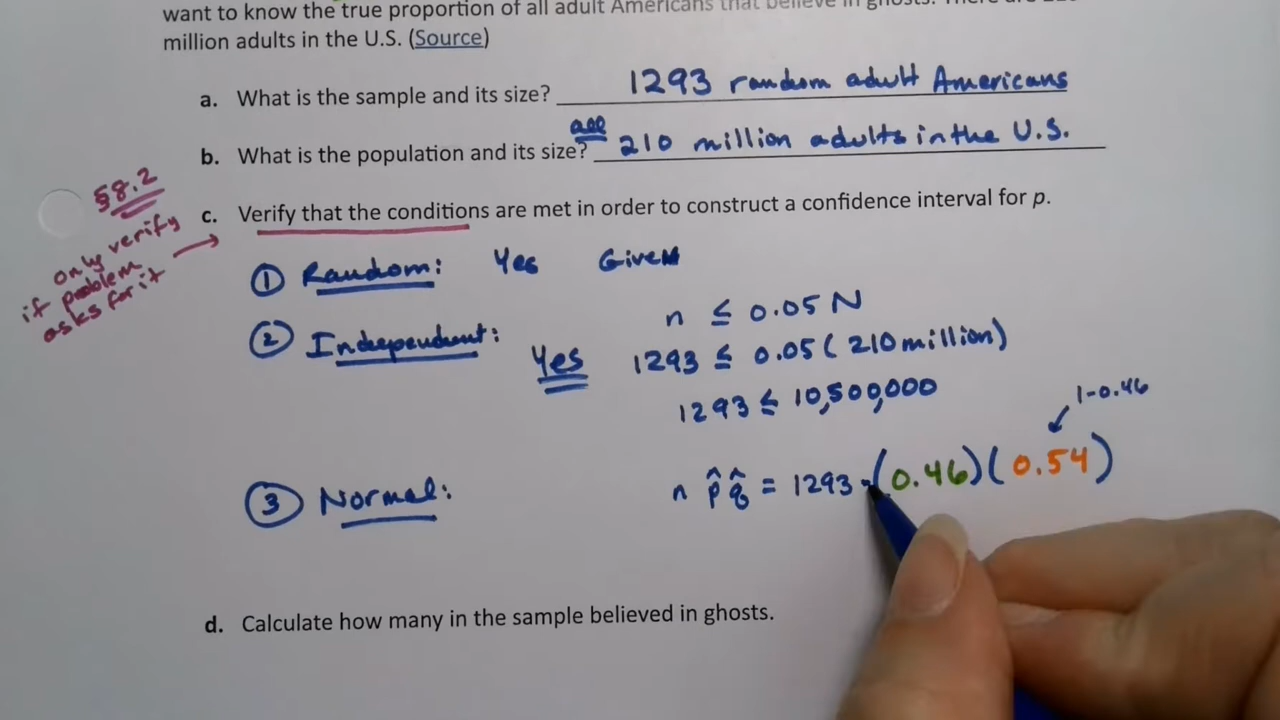 want to know the true proportion of all adult Americans that believe in ghosts. There are
million adults in the U.S. (Source)
a. What is the sample and its size? 1293 random adult Americans
all
b. What is the population and its size? 210 million adults in the U.S.
§8.2
only verify
if problem
asks for it
c. Verify that the conditions are met in order to construct a confidence interval for p.
① Random: Yes Given
② Independent: Yes
n ≤ 0.05 N
1293 ≤ 0.05 (210 million)
1293 ≤ 10,500,000
1-0.46
③ Normal: n p̂ q̂ = 1293 · (0.46)(0.54)
d. Calculate how many in the sample believed in ghosts.